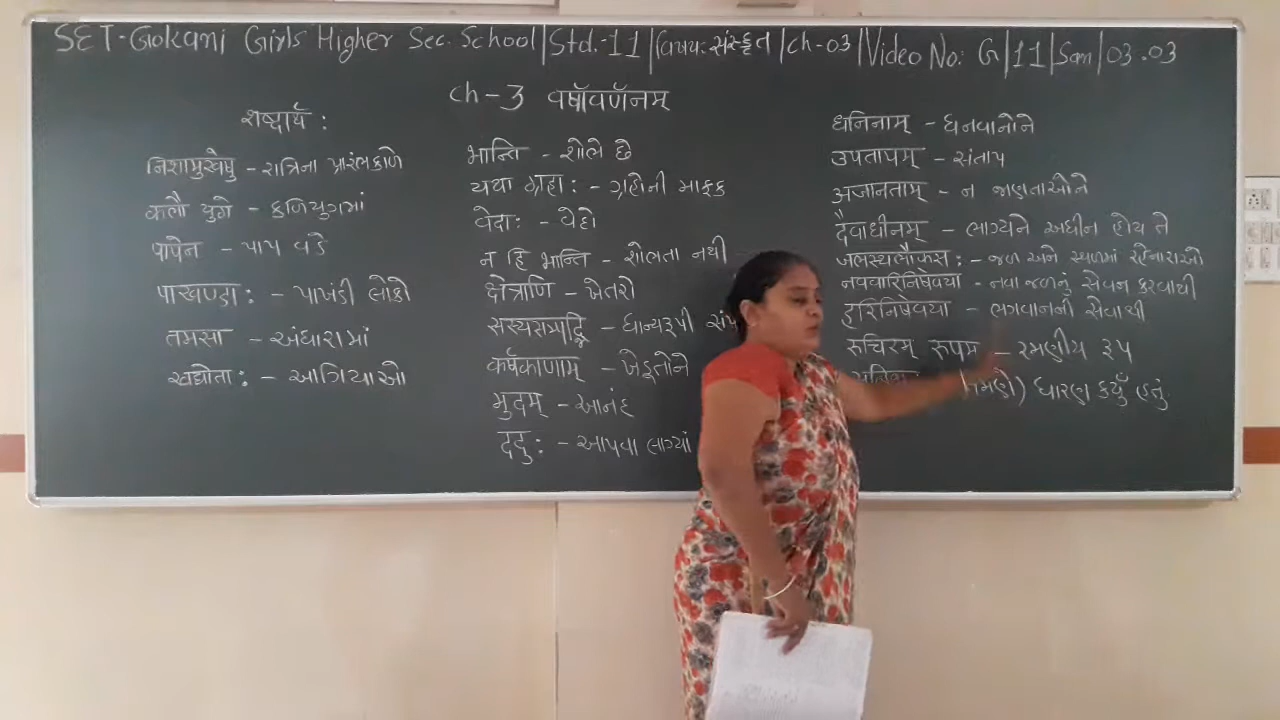 SET-Gokani Girls Higher Sec. School|Std.-11|विषयः સંસ્કૃત|ch-03|Video No: G|11|San|03.03
ch-3 वर्षावर्णनम्
शब्दार्थ :
निशामुखेषु - રાત્રિના પ્રારંભકાળે
कलौ युगे - કળિયુગમાં
पापेन - પાપ વડે
पाखण्डा: - પાખંડી લોકો
तमसा - અંધારામાં
खद्योता: - આગિયાઓ
भान्ति - શોભે છે
यथा ग्रहा: - ગ્રહોની માફક
वेदा: - વેદો
न हि भान्ति - શોભતા નથી
क्षेत्राणि - ખેતરો
सस्यसम्पद्भि - ધાન્યરૂપી
कर्षकाणाम् - ખેડૂતોને
मुदम् - આનંદ
ददु: - આપવા લાગ્યાં
धनिनाम् - ધનવાનોને
उपतापम् - સંતાપ
अजानताम् - ન જાણતાઓને
दैवाधीनम् - ભાગ્યને અધીન હોય તે
जलस्थलौकस: - જળ અને સ્થળમાં રહેનારાઓ
नववारिनिषेवया - નવા જળનું સેવન કરવાથી
हरिनिषेवया - ભગવાનની સેવાથી
रुचिरम् रूपम् - રમણીય રૂપ
ધારણ કર્યું હતું.